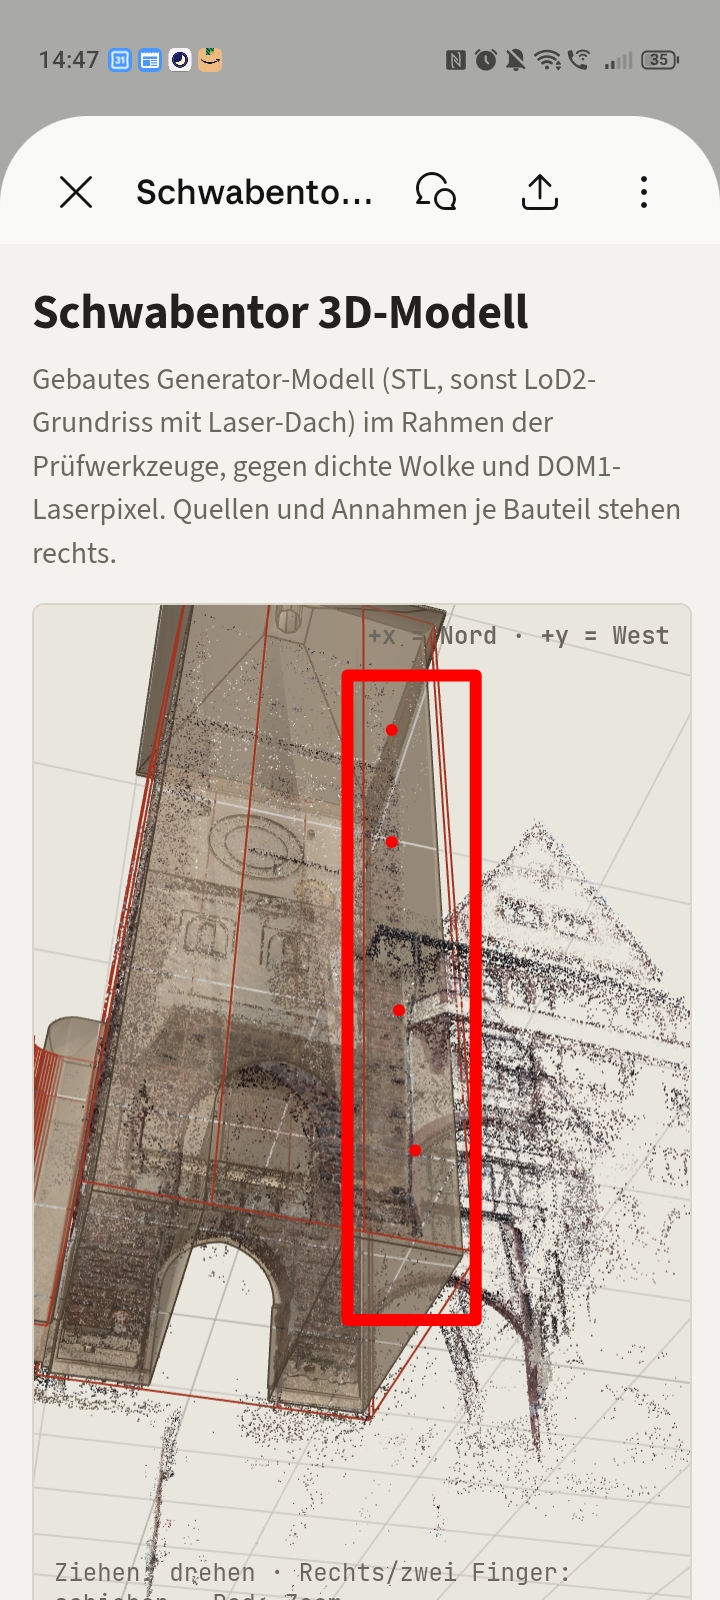 14:47
31
35
Schwabento...
Schwabentor 3D-Modell
Gebautes Generator-Modell (STL, sonst LoD2-
Grundriss mit Laser-Dach) im Rahmen der
Prüfwerkzeuge, gegen dichte Wolke und DOM1-
Laserpixel. Quellen und Annahmen je Bauteil stehen
rechts.
+x = Nord · +y = West
Ziehen: drehen · Rechts/zwei Finger: